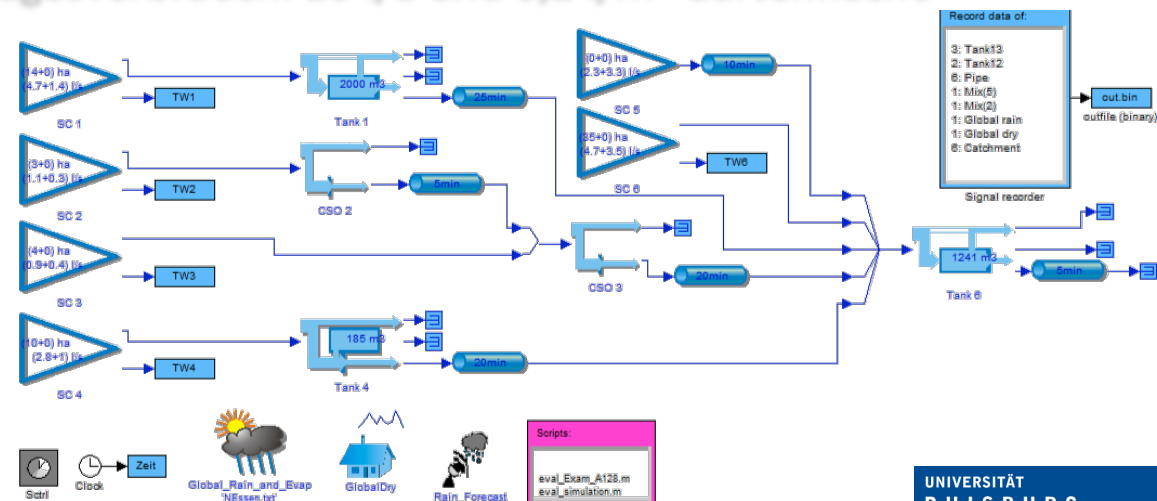 Record data of:
3: Tank13
2: Tank12
6: Pipe
1: Mix(5)
1: Mix(2)
1: Global rain
1: Global dry
6: Catchment
Signal recorder
out.bin
outfile (binary)
(14+0) ha
(4.7+1.4) l/s
TW1
SC 1
2000 m3
Tank 1
25min
(0+0) ha
(2.3+3.3) l/s
SC 5
10min
(3+0) ha
(1.1+0.3) l/s
TW2
SC 2
CSO 2
5min
(35+0) ha
(4.7+3.5) l/s
TW6
SC 6
(4+0) ha
(0.9+0.4) l/s
TW3
SC 3
CSO 3
20min
1241 m3
Tank 6
5min
(10+0) ha
(2.8+1) l/s
TW4
SC 4
185 m3
Tank 4
20min
Sctrl
Clock
Zeit
Global_Rain_and_Evap
'NEssen.txt'
GlobalDry
Rain_Forecast
Scripts:
eval_Exam_A128.m
eval_simulation.m
UNIVERSITÄT